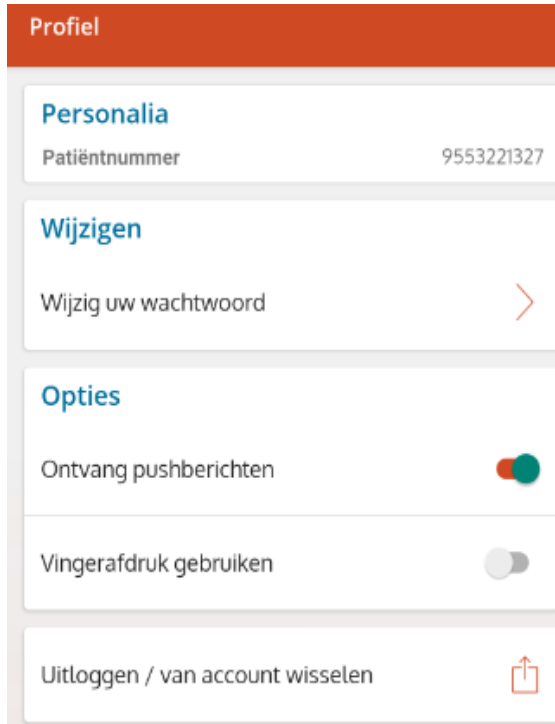 Profiel
Personalia
Patiëntnummer 9553221327
Wijzigen
Wijzig uw wachtwoord
Opties
Ontvang pushberichten
Vingerafdruk gebruiken
Uitloggen / van account wisselen